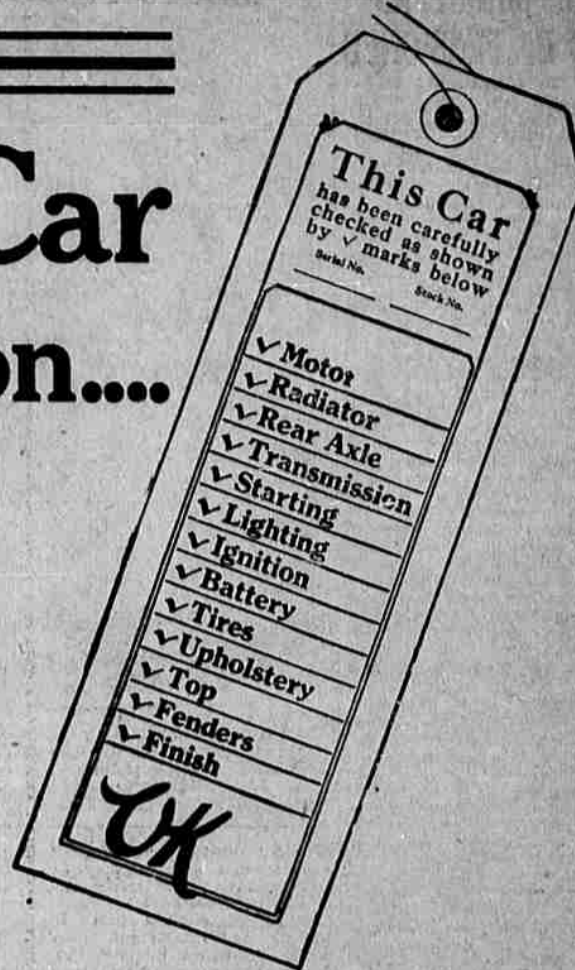 Car
on....
This Car
has been carefully
checked as shown
by ✓ marks below
Serial No.
Stock No.
✓ Motor
✓ Radiator
✓ Rear Axle
✓ Transmission
✓ Starting
✓ Lighting
✓ Ignition
✓ Battery
✓ Tires
✓ Upholstery
✓ Top
✓ Fenders
✓ Finish
OK